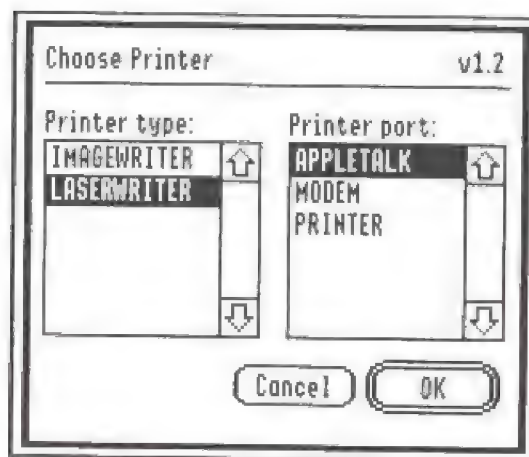 Choose Printer v1.2
Printer type: Printer port:
IMAGEWRITER APPLETALK
LASERWRITER MODEM
PRINTER
Cancel OK